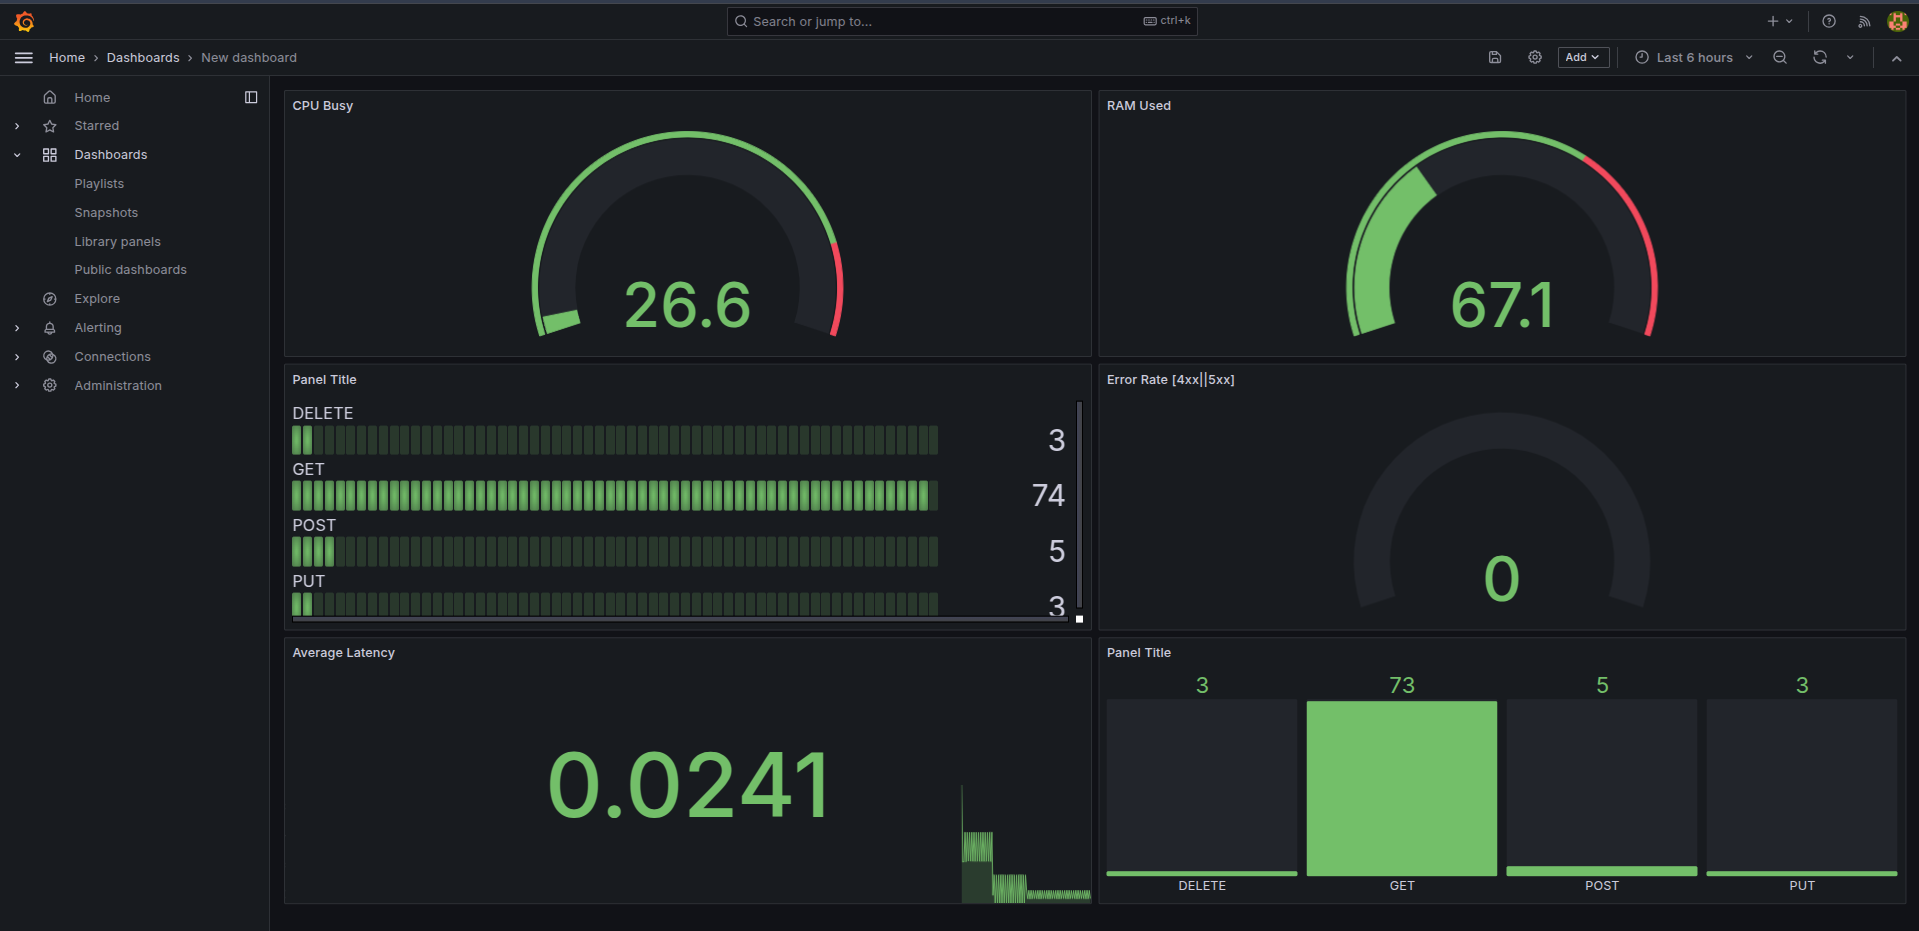 Search or jump to...
ctrl+k
Home › Dashboards › New dashboard
Add
Last 6 hours
Home
Starred
Dashboards
Playlists
Snapshots
Library panels
Public dashboards
Explore
Alerting
Connections
Administration
CPU Busy
26.6
RAM Used
67.1
Panel Title
DELETE
3
GET
74
POST
5
PUT
3
Error Rate [4xx||5xx]
0
Average Latency
0.0241
Panel Title
3 73 5 3
DELETE GET POST PUT